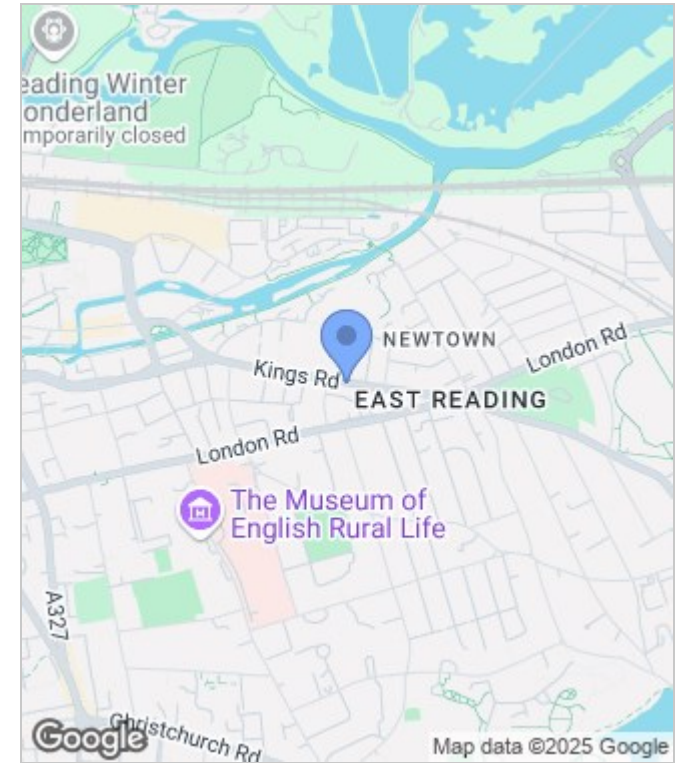 eading Winter
onderland
mporarily closed
NEWTOWN
London Rd
Kings Rd
EAST READING
London Rd
The Museum of
English Rural Life
A327
Christchurch Rd
Google
Map data ©2025 Google